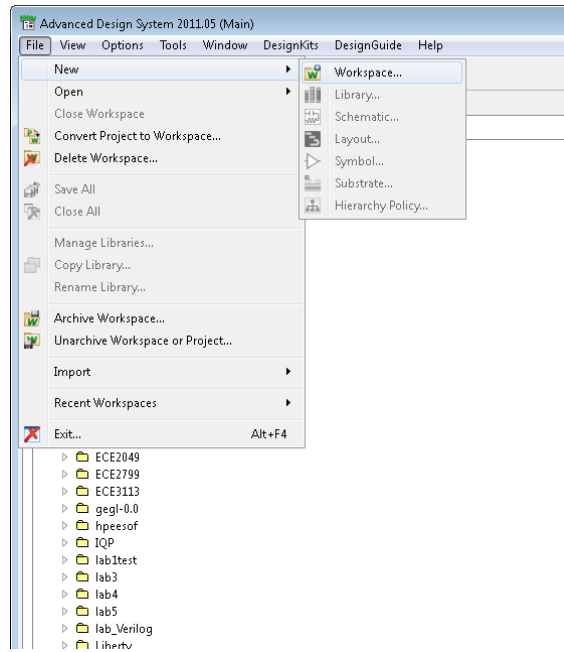 Advanced Design System 2011.05 (Main)
File View Options Tools Window DesignKits DesignGuide Help
New
Open
Close Workspace
Convert Project to Workspace...
Delete Workspace...
Save All
Close All
Manage Libraries...
Copy Library...
Rename Library...
Archive Workspace...
Unarchive Workspace or Project...
Import
Recent Workspaces
Exit... Alt+F4
Workspace...
Library...
Schematic...
Layout...
Symbol...
Substrate...
Hierarchy Policy...
ECE2049
ECE2799
ECE3113
gegl-0.0
hpeesof
IQP
lab1test
lab3
lab4
lab5
lab_Verilog
Liberty